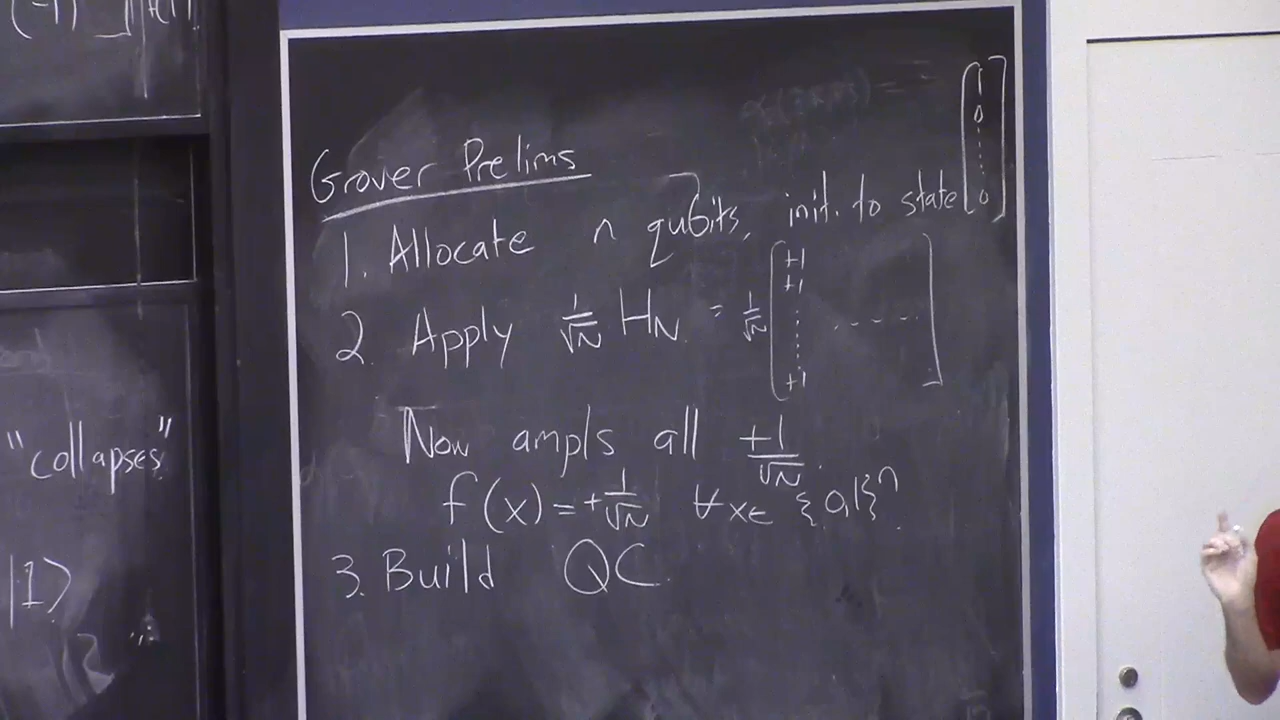 Grover Prelims
1. Allocate n qubits, init. to state [1 0 ⋮ 0]
2. Apply 1/√N H_N = 1/√N [+1 +1 ⋮ +1 ----]
Now ampls all +1/√N.
f(x) = +1/√N ∀x∈ {0,1}^n.
3. Build QC
"collapses"
|1⟩